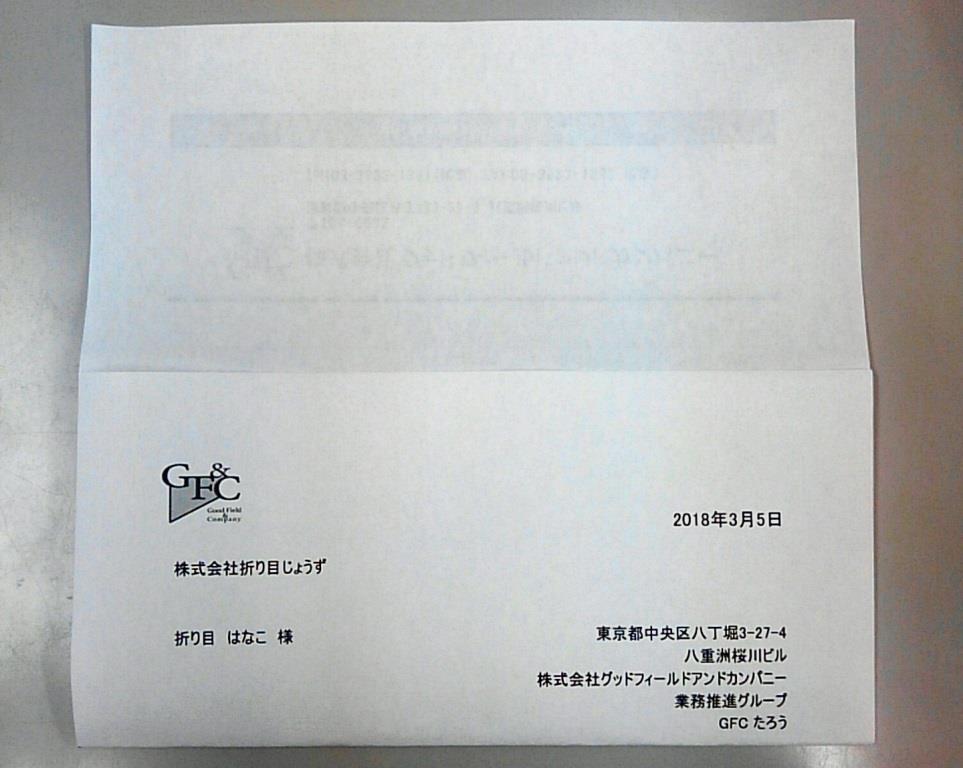 GF&C
Good Field
&
Company
2018年3月5日
株式会社折り目じょうず
折り目 はなこ 様
東京都中央区八丁堀3-27-4
八重洲桜川ビル
株式会社グッドフィールドアンドカンパニー
業務推進グループ
GFC たろう